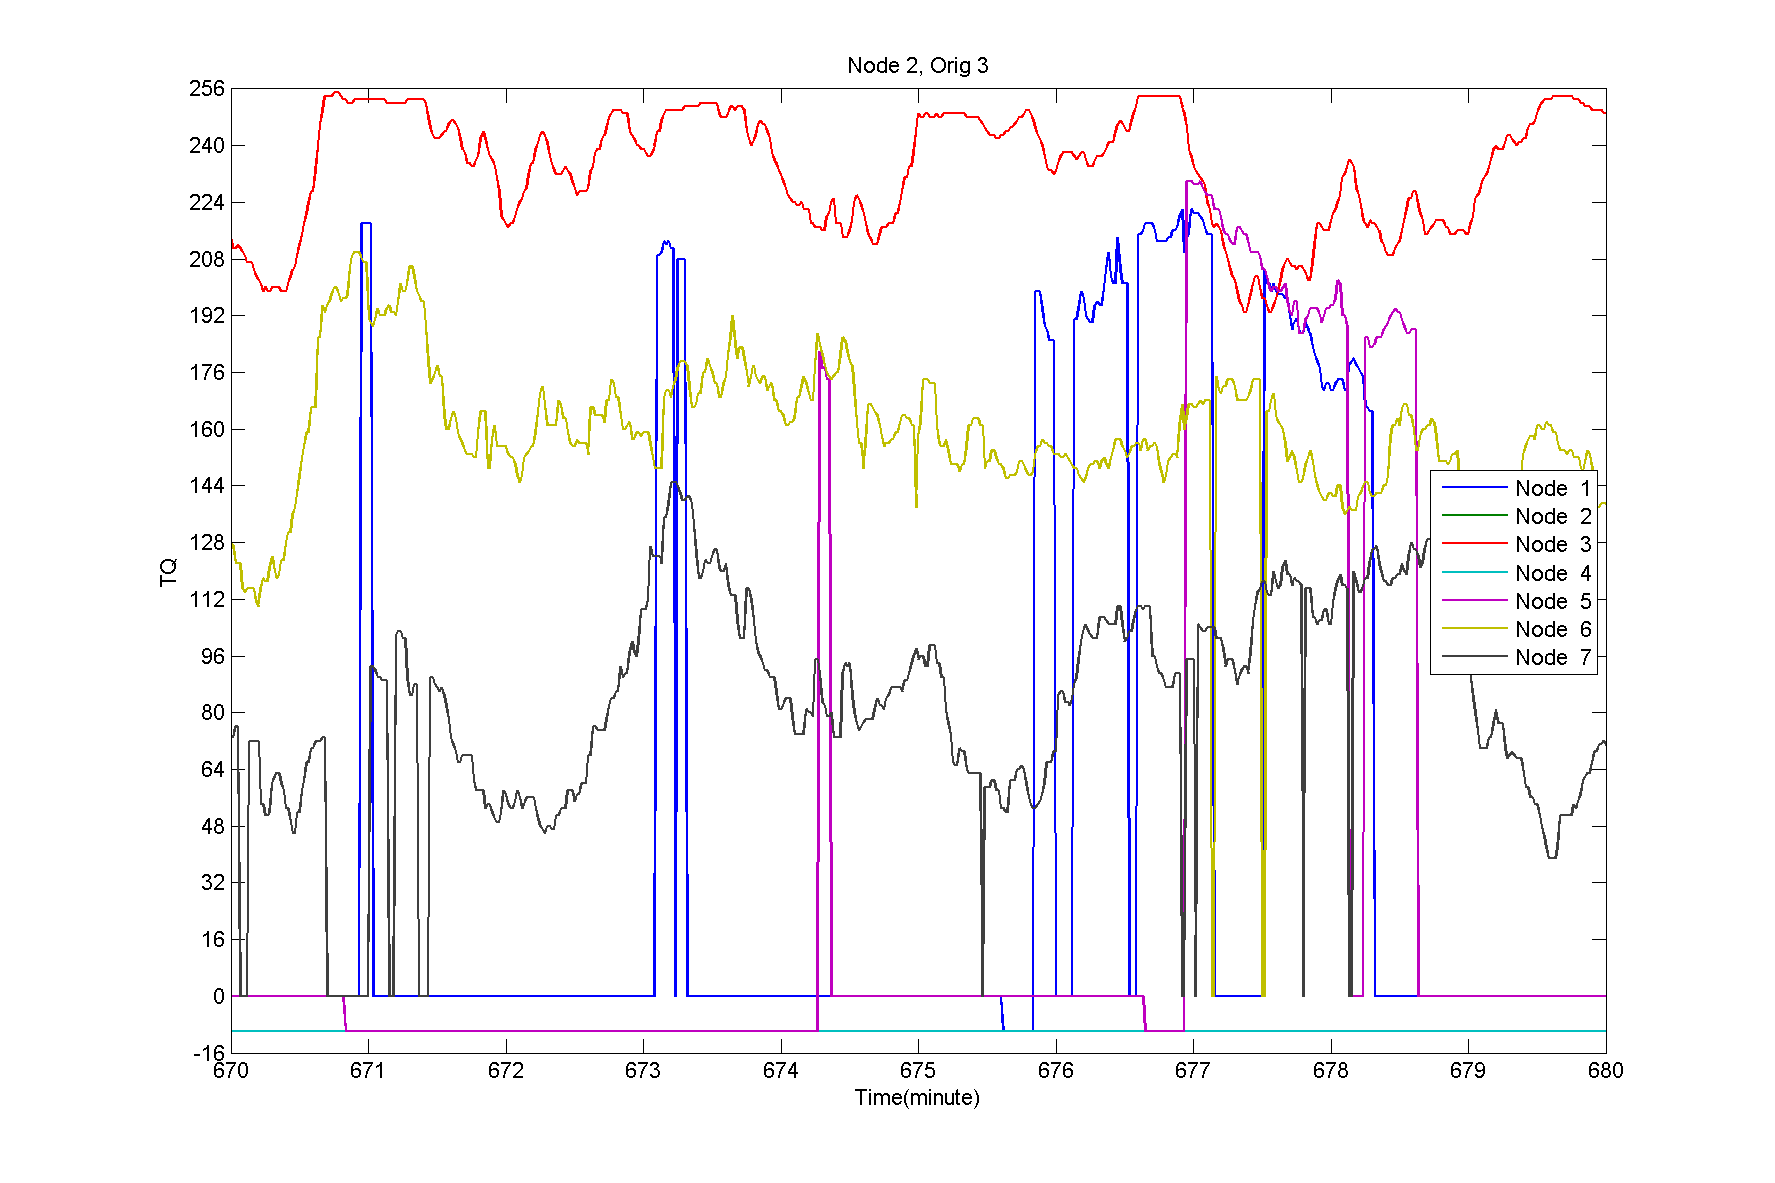 Node 2, Orig 3
256
240
224
208
192
176
160
144
128
112
96
80
64
48
32
16
0
-16
TQ
Node 1
Node 2
Node 3
Node 4
Node 5
Node 6
Node 7
670 671 672 673 674 675 676 677 678 679 680
Time(minute)